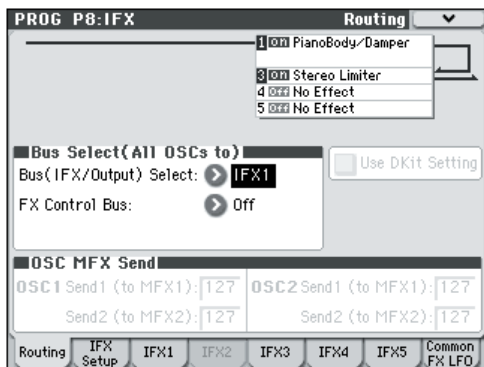 PROG P8:IFX Routing
1 On PianoBody/Damper
3 On Stereo Limiter
4 Off No Effect
5 Off No Effect
Bus Select(All OSCs to)
Bus(IFX/Output) Select: IFX1
Use DKit Setting
FX Control Bus: Off
OSC MFX Send
OSC1 Send1 (to MFX1): 127 OSC2 Send1 (to MFX1): 127
Send2 (to MFX2): 127 Send2 (to MFX2): 127
Routing IFX Setup IFX1 IFX2 IFX3 IFX4 IFX5 Common FX LFO